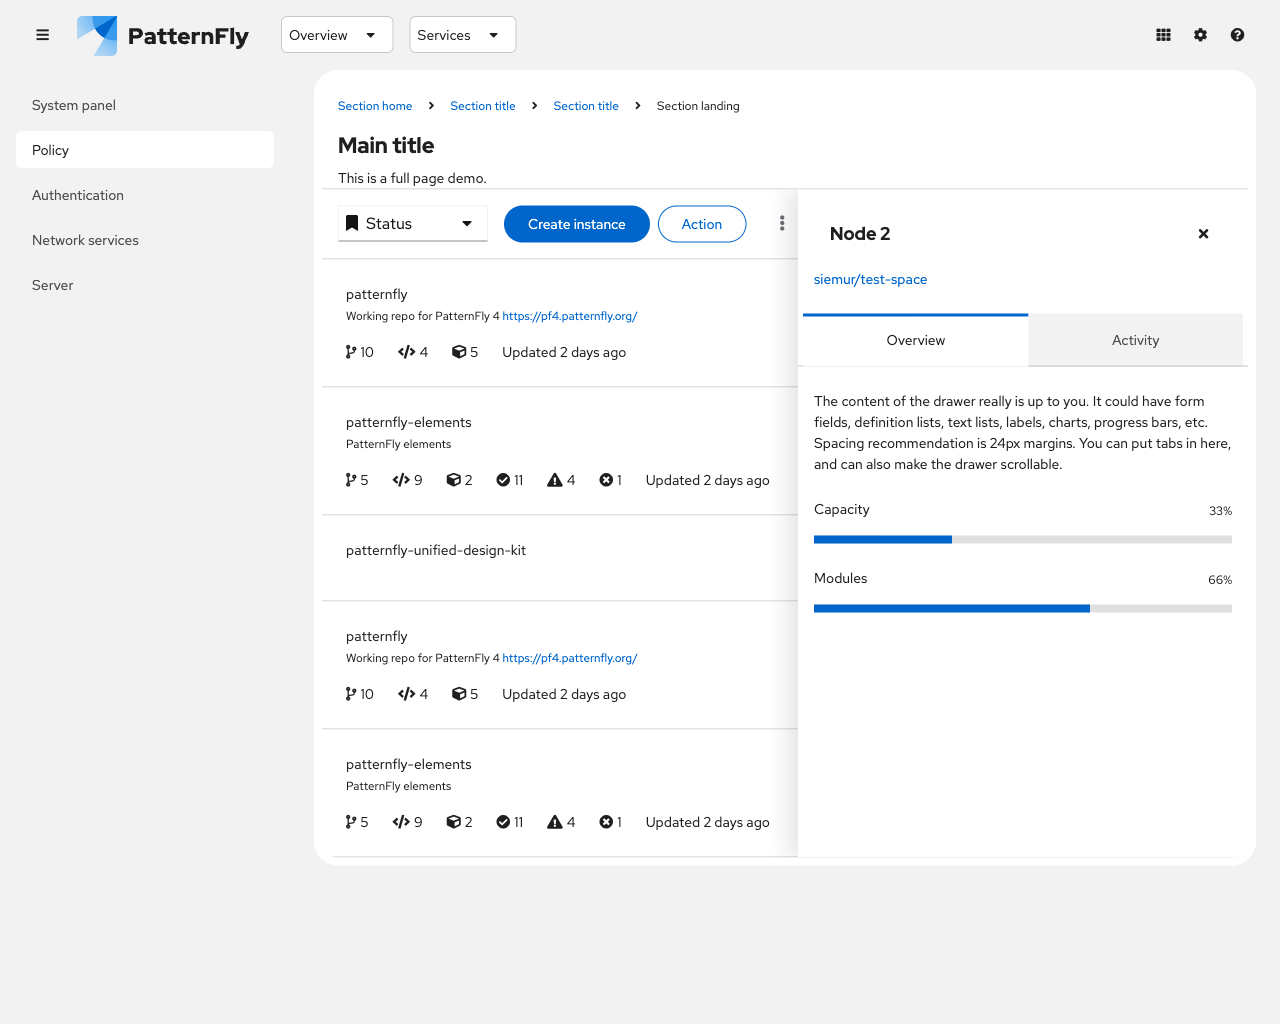 PatternFly
Overview
Services
System panel
Policy
Authentication
Network services
Server
Section home
Section title
Section title
Section landing
Main title
This is a full page demo.
Status
Create instance
Action
patternfly
Working repo for PatternFly 4 https://pf4.patternfly.org/
10 4 5 Updated 2 days ago
patternfly-elements
PatternFly elements
5 9 2 11 4 1 Updated 2 days ago
patternfly-unified-design-kit
patternfly
Working repo for PatternFly 4 https://pf4.patternfly.org/
10 4 5 Updated 2 days ago
patternfly-elements
PatternFly elements
5 9 2 11 4 1 Updated 2 days ago
Node 2
siemur/test-space
Overview
Activity
The content of the drawer really is up to you. It could have form
fields, definition lists, text lists, labels, charts, progress bars, etc.
Spacing recommendation is 24px margins. You can put tabs in here,
and can also make the drawer scrollable.
Capacity 33%
Modules 66%